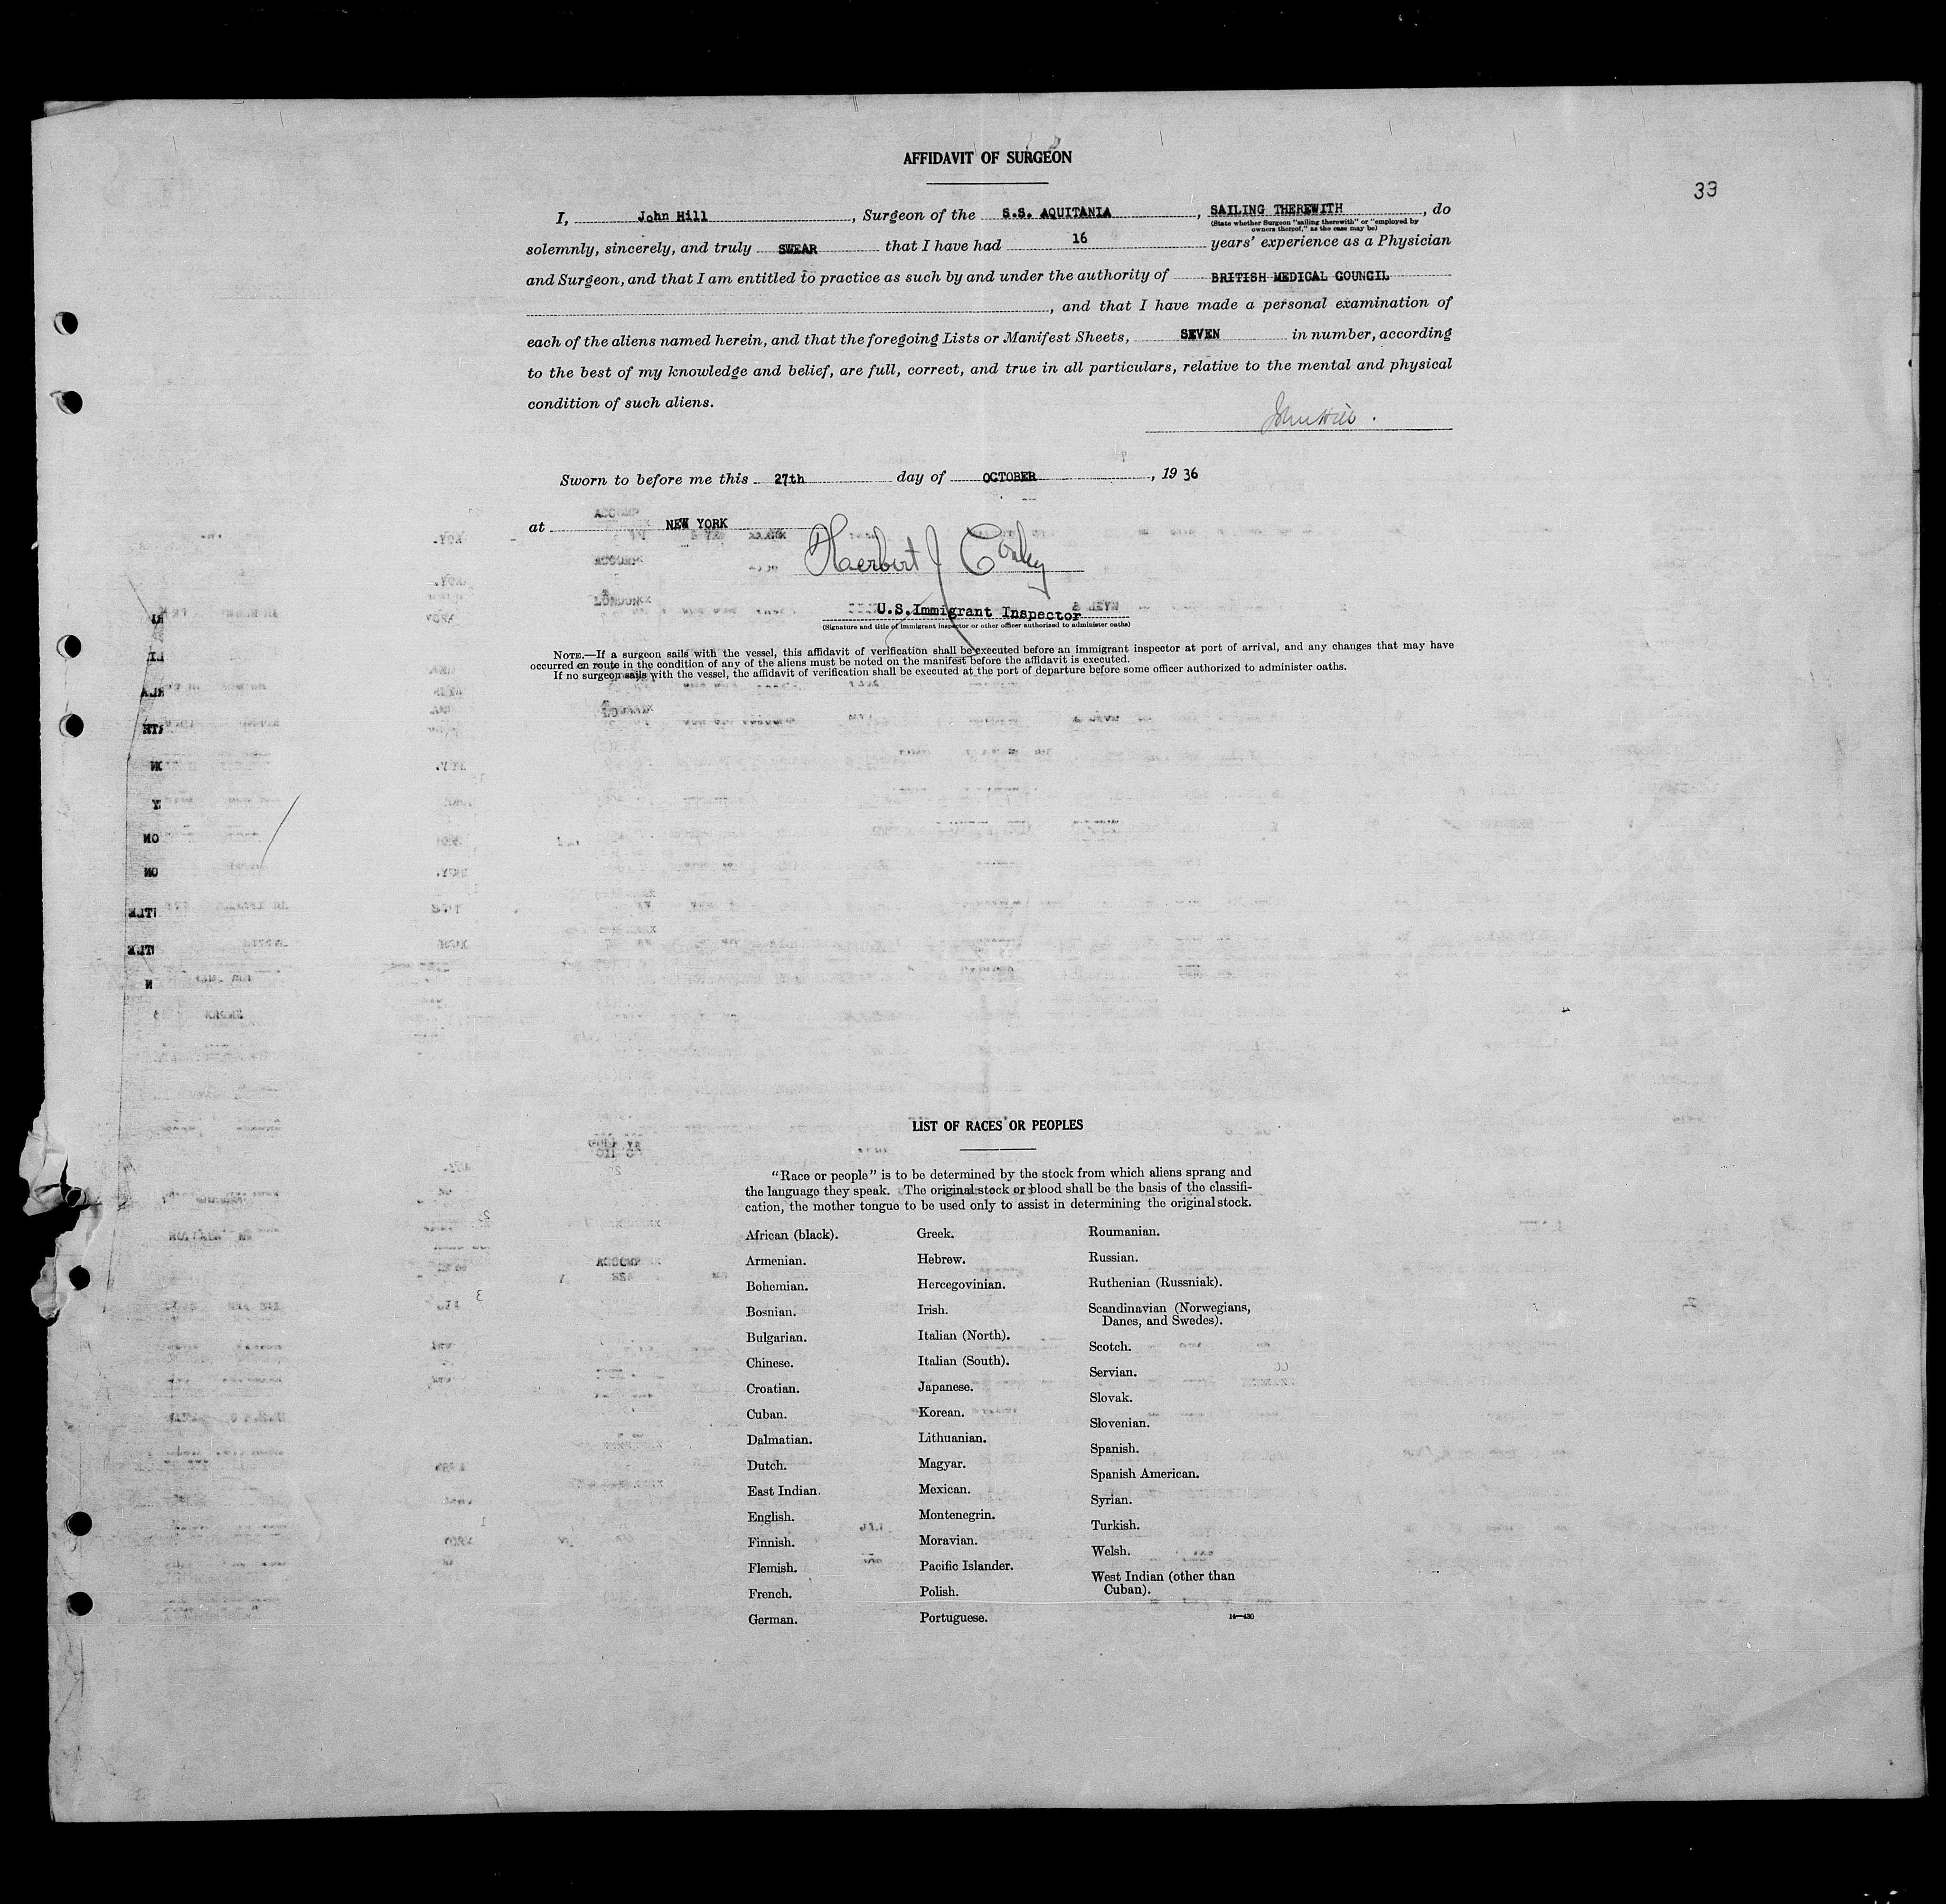 AFFIDAVIT OF SURGEON
33
I, John Hill, Surgeon of the S.S. AQUITANIA, SAILING THEREWITH, do
(State whether Surgeon "sailing therewith" or "employed by
owners thereof," as the case may be)
solemnly, sincerely, and truly SWEAR that I have had 16 years' experience as a Physician
and Surgeon, and that I am entitled to practice as such by and under the authority of BRITISH MEDICAL COUNCIL
, and that I have made a personal examination of
each of the aliens named herein, and that the foregoing Lists or Manifest Sheets, SEVEN in number, according
to the best of my knowledge and belief, are full, correct, and true in all particulars, relative to the mental and physical
condition of such aliens.
John Hill.
Sworn to before me this 27th day of OCTOBER, 1936
at NEW YORK
Herbert J
U.S.Immigrant Inspector
(Signature and title of immigrant inspector or other officer authorized to administer oaths)
NOTE.—If a surgeon sails with the vessel, this affidavit of verification shall be executed before an immigrant inspector at port of arrival, and any changes that may have
occurred en route in the condition of any of the aliens must be noted on the manifest before the affidavit is executed.
If no surgeon sails with the vessel, the affidavit of verification shall be executed at the port of departure before some officer authorized to administer oaths.
LIST OF RACES OR PEOPLES
"Race or people" is to be determined by the stock from which aliens sprang and
the language they speak. The original stock or blood shall be the basis of the classifi-
cation, the mother tongue to be used only to assist in determining the original stock.
African (black).
Armenian.
Bohemian.
Bosnian.
Bulgarian.
Chinese.
Croatian.
Cuban.
Dalmatian.
Dutch.
East Indian.
English.
Finnish.
Flemish.
French.
German.
Greek.
Hebrew.
Hercegovinian.
Irish.
Italian (North).
Italian (South).
Japanese.
Korean.
Lithuanian.
Magyar.
Mexican.
Montenegrin.
Moravian.
Pacific Islander.
Polish.
Portuguese.
Roumanian.
Russian.
Ruthenian (Russniak).
Scandinavian (Norwegians,
Danes, and Swedes).
Scotch.
Servian.
Slovak.
Slovenian.
Spanish.
Spanish American.
Syrian.
Turkish.
Welsh.
West Indian (other than
Cuban).
14—430